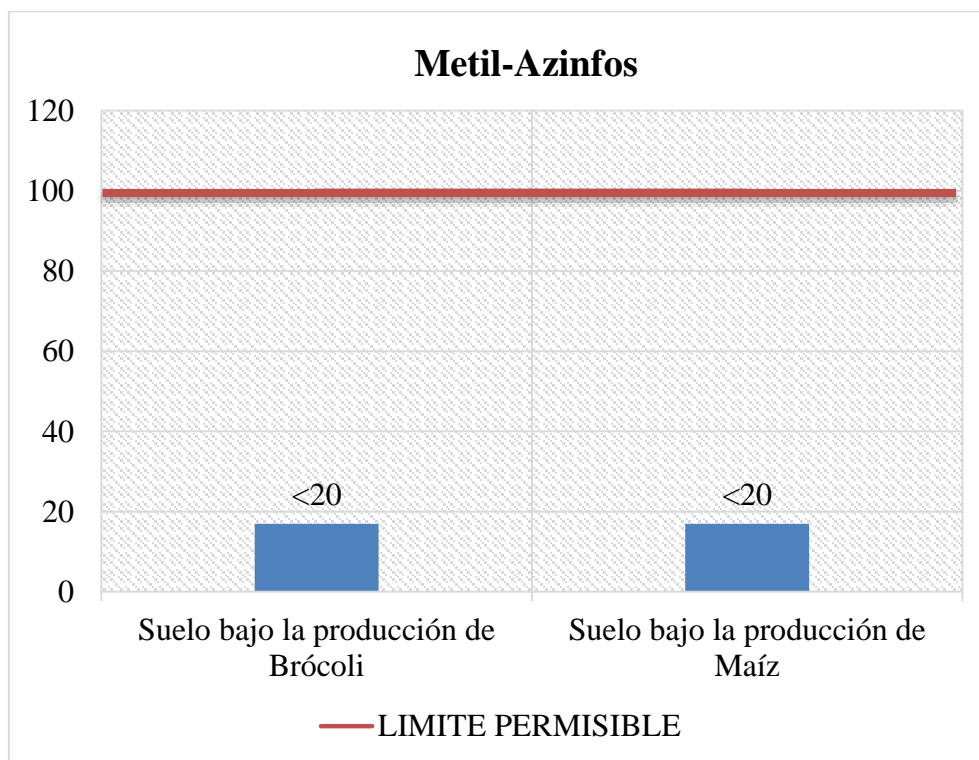 Metil-Azinfos
120
100
80
60
40
20
0
<20
<20
Suelo bajo la producción de
Brócoli
Suelo bajo la producción de
Maíz
LIMITE PERMISIBLE